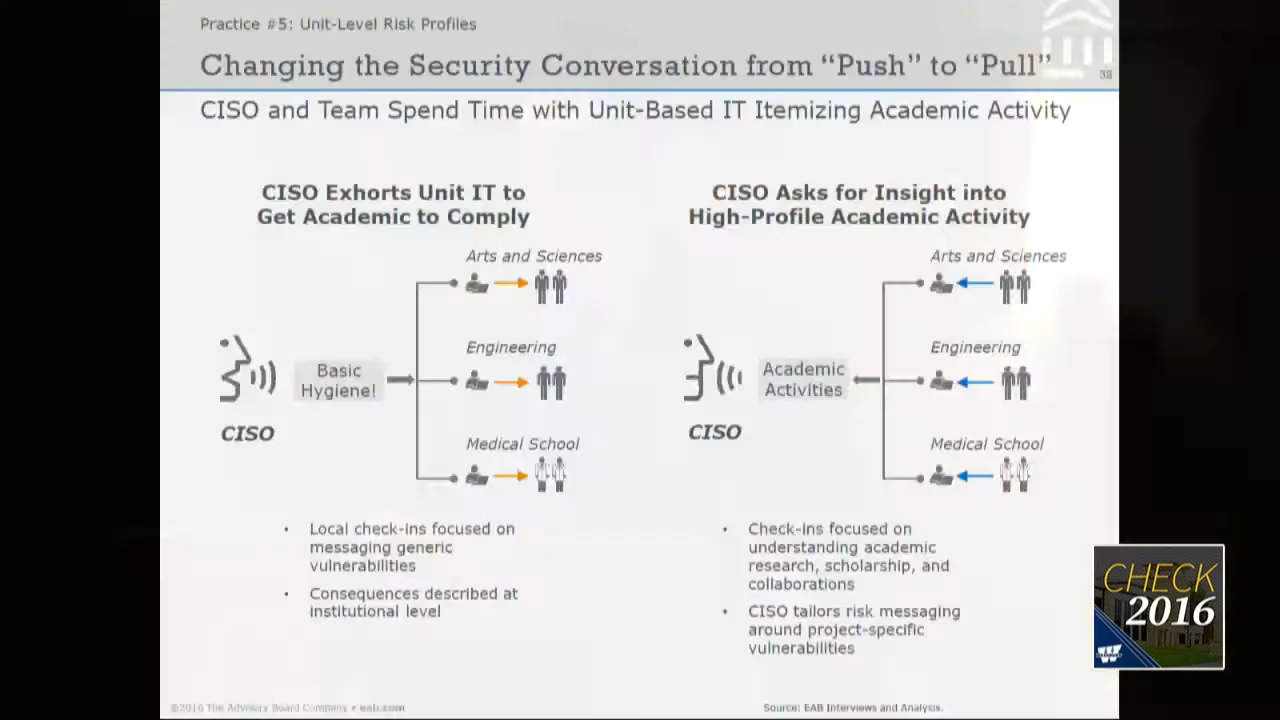 Practice #5: Unit-Level Risk Profiles
Changing the Security Conversation from “Push” to “Pull”
38
CISO and Team Spend Time with Unit-Based IT Itemizing Academic Activity
CISO Exhorts Unit IT to
Get Academic to Comply
Arts and Sciences
Engineering
Basic
Hygiene!
CISO
Medical School
• Local check-ins focused on
messaging generic
vulnerabilities
• Consequences described at
institutional level
CISO Asks for Insight into
High-Profile Academic Activity
Arts and Sciences
Engineering
Academic
Activities
CISO
Medical School
• Check-ins focused on
understanding academic
research, scholarship, and
collaborations
• CISO tailors risk messaging
around project-specific
vulnerabilities
CHECK
2016
W
©2016 The Advisory Board Company • eab.com
Source: EAB Interviews and Analysis.